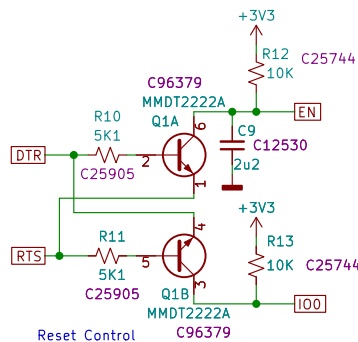 +3V3
R12
C25744
10K
C96379
MMDT2222A
Q1A
6
EN
R10
5K1
C9
C12530
2u2
DTR
2
C25905
1
+3V3
RTS
R11
5K1
C25905
5
4
3
R13
10K
C25744
Q1B
MMDT2222A
C96379
IO0
Reset Control